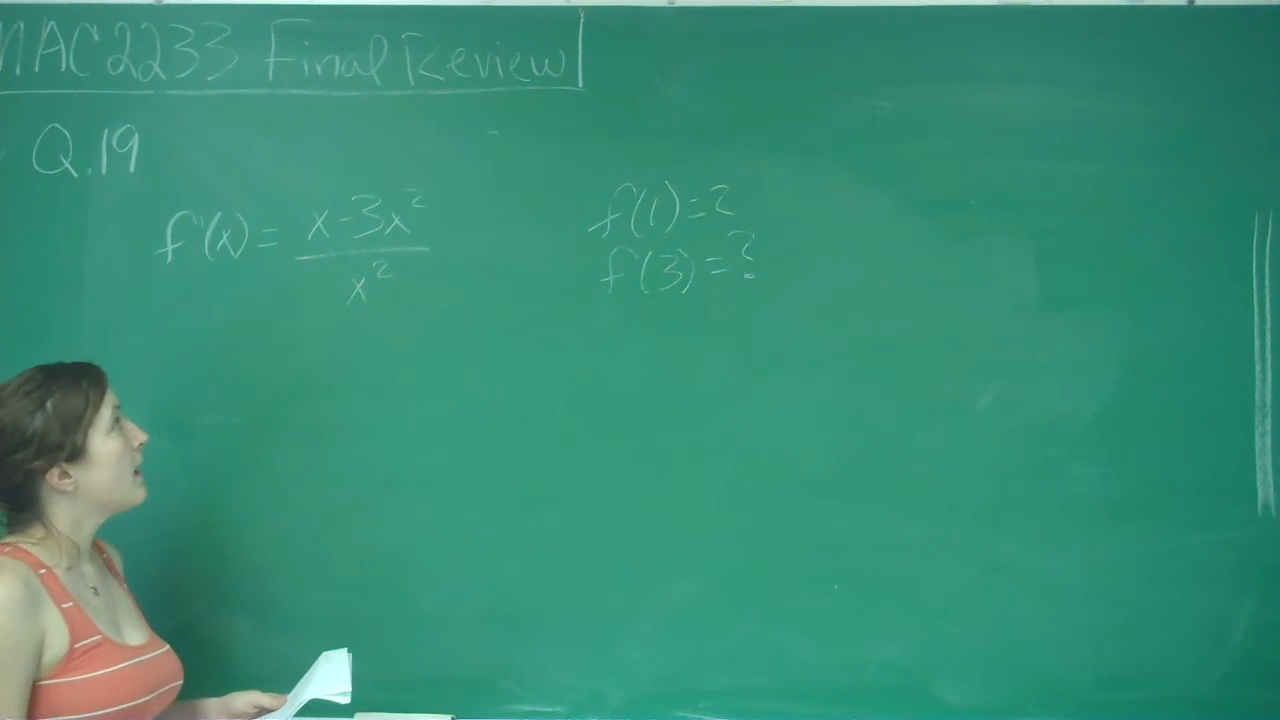 MAC2233 Final Review
Q.19
f'(x) = x-3x²
x²
f(1)=2
f(3)=?